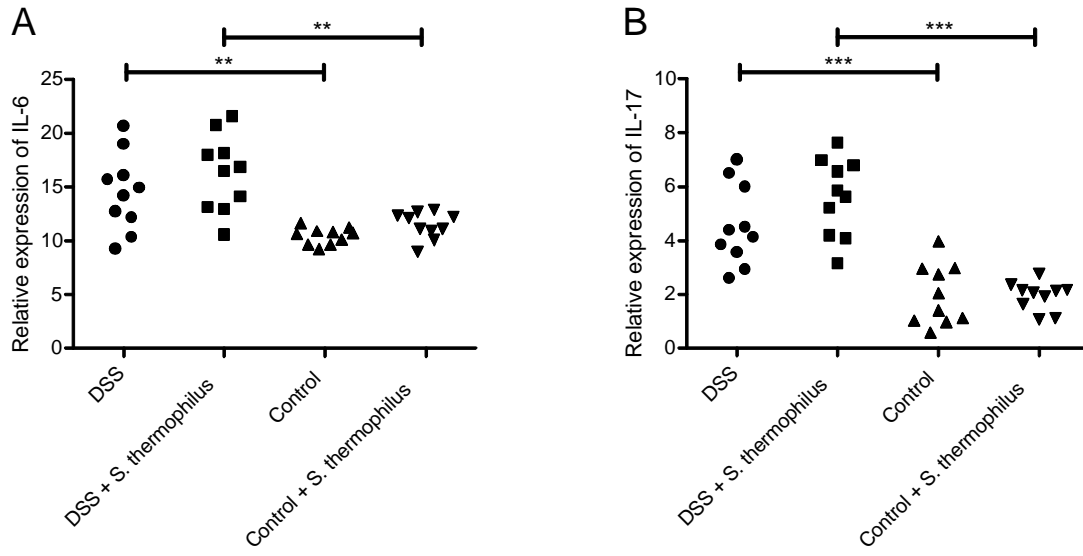 A
**
**
Relative expression of IL-6
25
20
15
10
5
0
DSS
DSS + S. thermophilus
Control
Control + S. thermophilus
B
***
***
Relative expression of IL-17
10
8
6
4
2
0
DSS
DSS + S. thermophilus
Control
Control + S. thermophilus